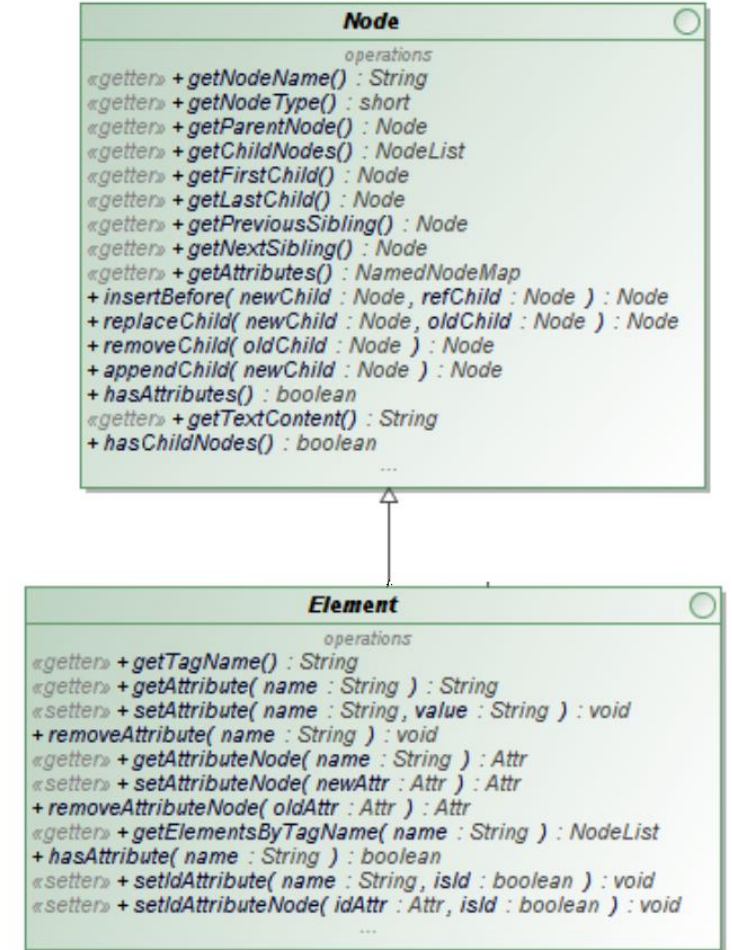 Node
operations
«getter» + getNodeName() : String
«getter» + getNodeType() : short
«getter» + getParentNode() : Node
«getter» + getChildNodes() : NodeList
«getter» + getFirstChild() : Node
«getter» + getLastChild() : Node
«getter» + getPreviousSibling() : Node
«getter» + getNextSibling() : Node
«getter» + getAttributes() : NamedNodeMap
+ insertBefore( newChild : Node, refChild : Node ) : Node
+ replaceChild( newChild : Node, oldChild : Node ) : Node
+ removeChild( oldChild : Node ) : Node
+ appendChild( newChild : Node ) : Node
+ hasAttributes() : boolean
«getter» + getTextContent() : String
+ hasChildNodes() : boolean
...
Element
operations
«getter» + getTagName() : String
«getter» + getAttribute( name : String ) : String
«setter» + setAttribute( name : String, value : String ) : void
+ removeAttribute( name : String ) : void
«getter» + getAttributeNode( name : String ) : Attr
«setter» + setAttributeNode( newAttr : Attr ) : Attr
+ removeAttributeNode( oldAttr : Attr ) : Attr
«getter» + getElementsByTagName( name : String ) : NodeList
+ hasAttribute( name : String ) : boolean
«setter» + setIdAttribute( name : String, isId : boolean ) : void
«setter» + setIdAttributeNode( idAttr : Attr, isId : boolean ) : void
...